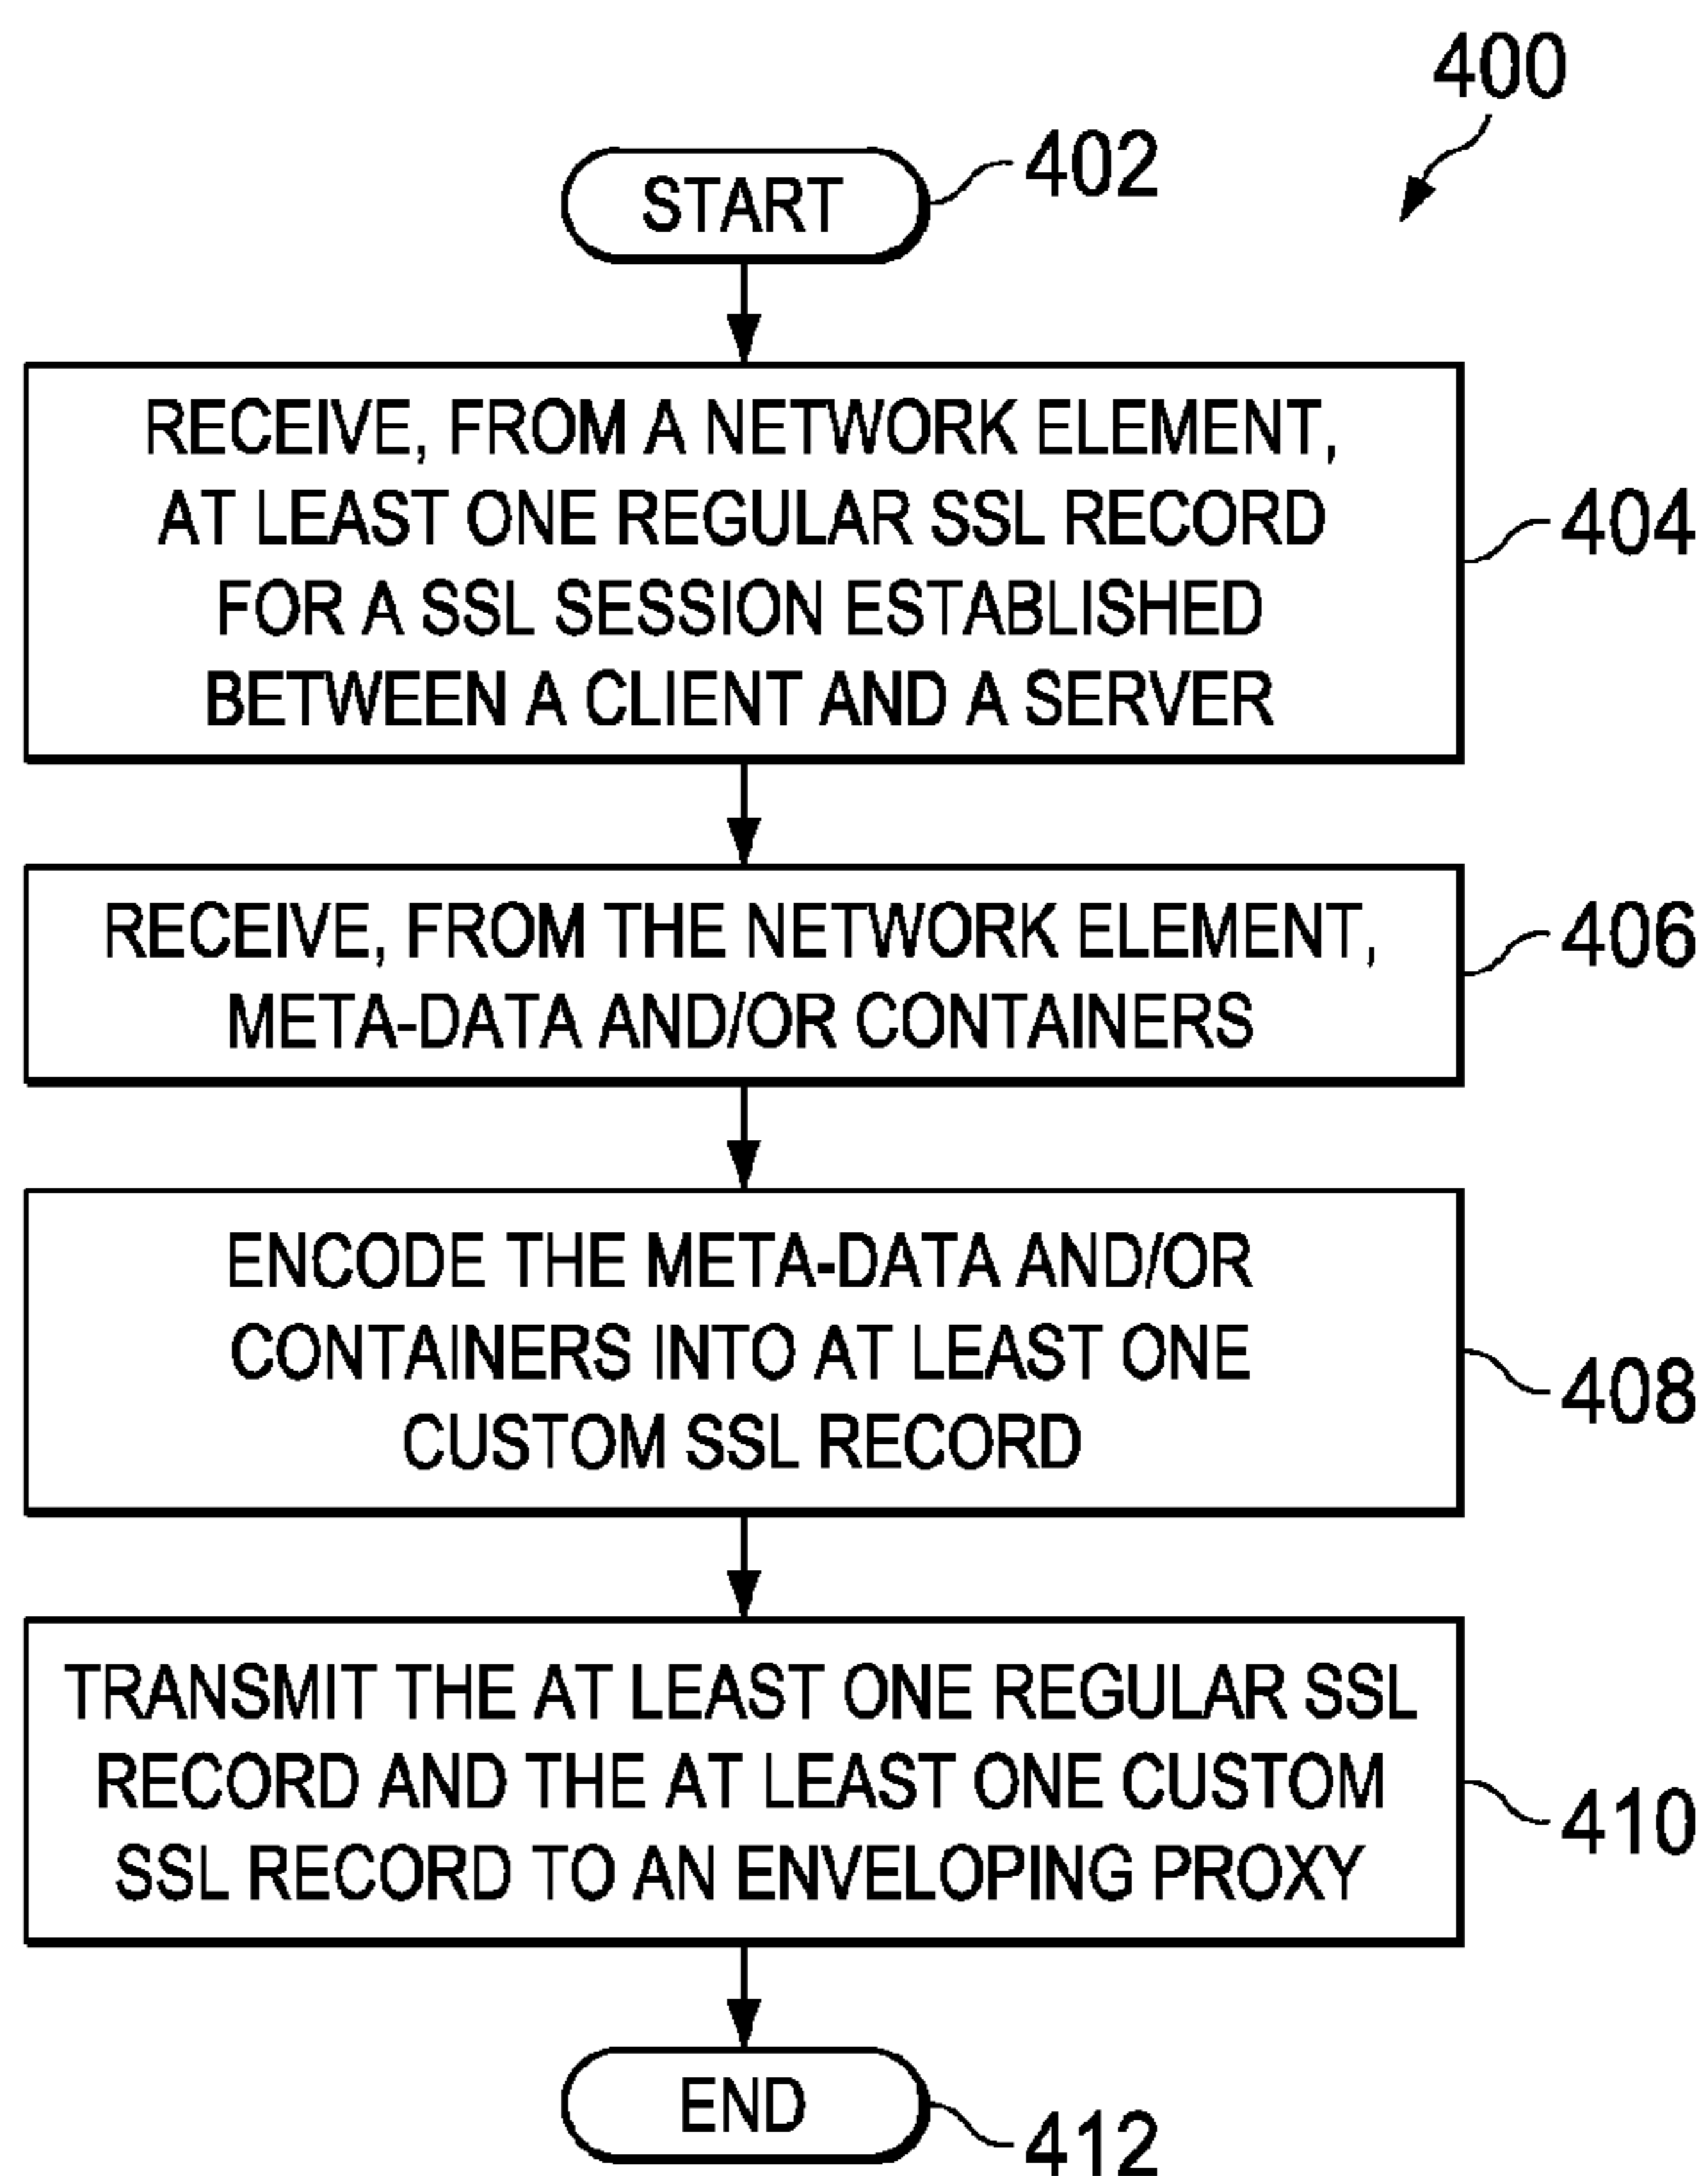 400
START
402
RECEIVE, FROM A NETWORK ELEMENT,
AT LEAST ONE REGULAR SSL RECORD
FOR A SSL SESSION ESTABLISHED
BETWEEN A CLIENT AND A SERVER
404
RECEIVE, FROM THE NETWORK ELEMENT,
META-DATA AND/OR CONTAINERS
406
ENCODE THE META-DATA AND/OR
CONTAINERS INTO AT LEAST ONE
CUSTOM SSL RECORD
408
TRANSMIT THE AT LEAST ONE REGULAR SSL
RECORD AND THE AT LEAST ONE CUSTOM
SSL RECORD TO AN ENVELOPING PROXY
410
END
412